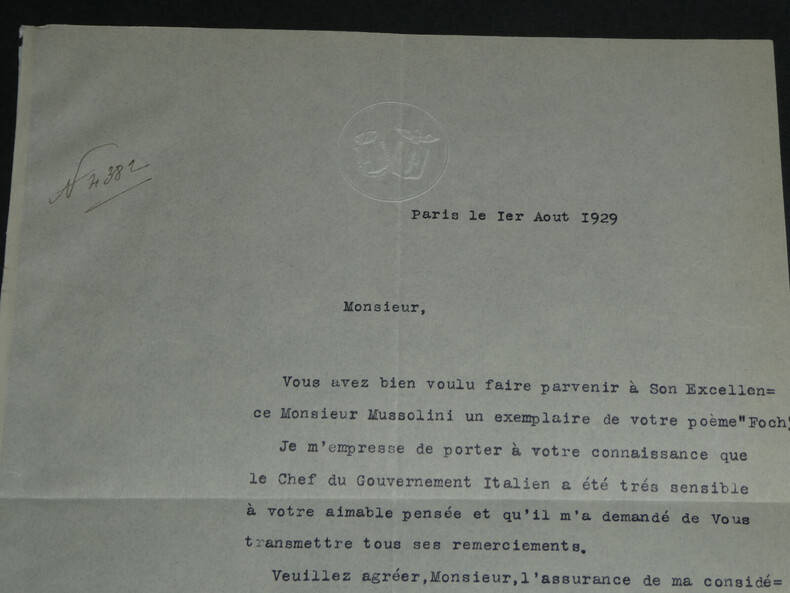 N 4382
Paris le Ier Aout I929
Monsieur,
Vous avez bien voulu faire parvenir à Son Excellen=
ce Monsieur Mussolini un exemplaire de votre poème"Foch"
Je m'empresse de porter à votre connaissance que
le Chef du Gouvernement Italien a été trés sensible
à votre aimable pensée et qu'il m'a demandé de Vous
transmettre tous ses remerciements.
Veuillez agréer,Monsieur,l'assurance de ma considé=